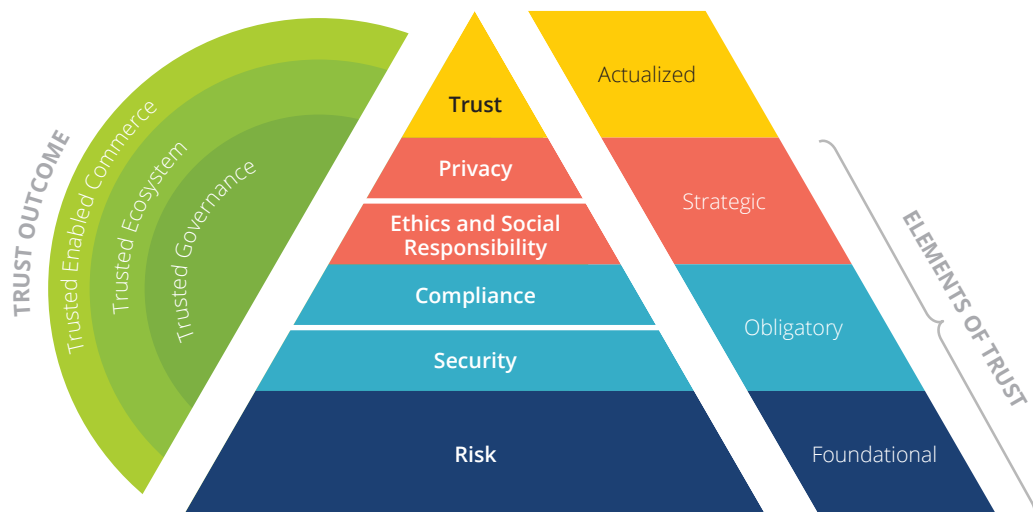 TRUST OUTCOME
Trusted Enabled Commerce
Trusted Ecosystem
Trusted Governance
Trust
Privacy
Ethics and Social
Responsibility
Compliance
Security
Risk
Actualized
Strategic
Obligatory
Foundational
ELEMENTS OF TRUST